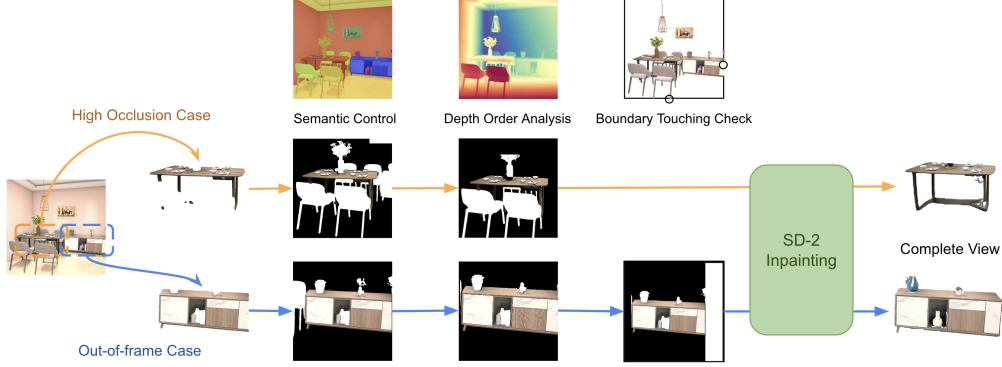 High Occlusion Case
Semantic Control
Depth Order Analysis
Boundary Touching Check
SD-2
Inpainting
Complete View
Out-of-frame Case